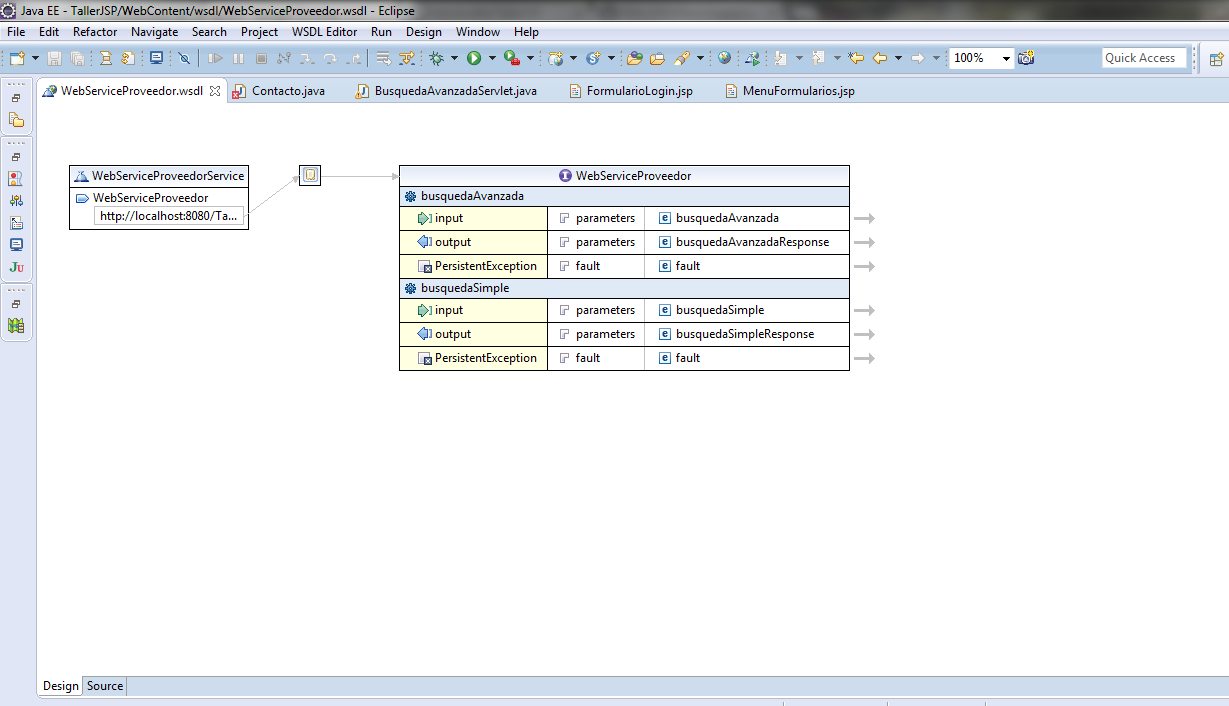 Java EE - TallerJSP/WebContent/wsdl/WebServiceProveedor.wsdl - Eclipse
File Edit Refactor Navigate Search Project WSDL Editor Run Design Window Help
100% Quick Access
WebServiceProveedor.wsdl Contacto.java BusquedaAvanzadaServlet.java FormularioLogin.jsp MenuFormularios.jsp
WebServiceProveedorService
WebServiceProveedor
http://localhost:8080/Ta...
WebServiceProveedor
busquedaAvanzada
input parameters busquedaAvanzada
output parameters busquedaAvanzadaResponse
PersistentException fault fault
busquedaSimple
input parameters busquedaSimple
output parameters busquedaSimpleResponse
PersistentException fault fault
Design Source